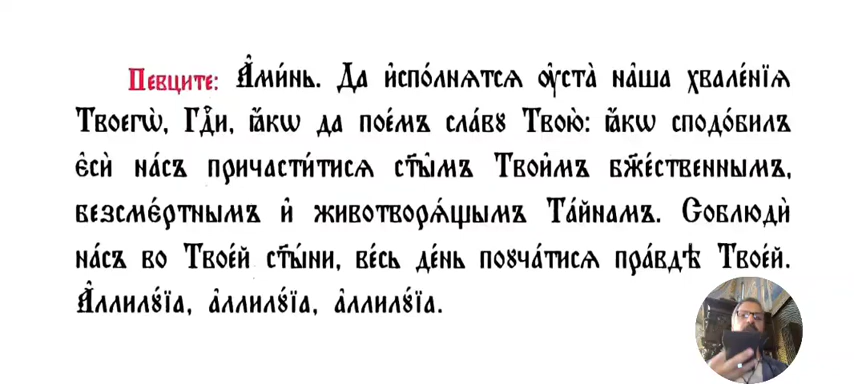 Певците: А҆ми́нь. Да и҆спо́лнѧтсѧ ᲂу҆ста̀ на́ша хвале́нїѧ
Твоегѡ̀, Гдⷭ҇и, ꙗ҆́кѡ да пое́мъ сла́вꙋ Твою̀: ꙗ҆́кѡ сподо́билъ
є҆сѝ на́съ причасти́тисѧ ст҃ы̑мъ Твои̑мъ бж҃е́ственнымъ,
безсме́ртнымъ и҆ животворѧ́щымъ Та́йнамъ. Соблюдѝ
на́съ во Твое́й ст҃ы́ни, ве́сь де́нь поꙋча́тисѧ пра́вдѣ Твое́й.
А҆ллилꙋ́їа, а҆ллилꙋ́їа, а҆ллилꙋ́їа.